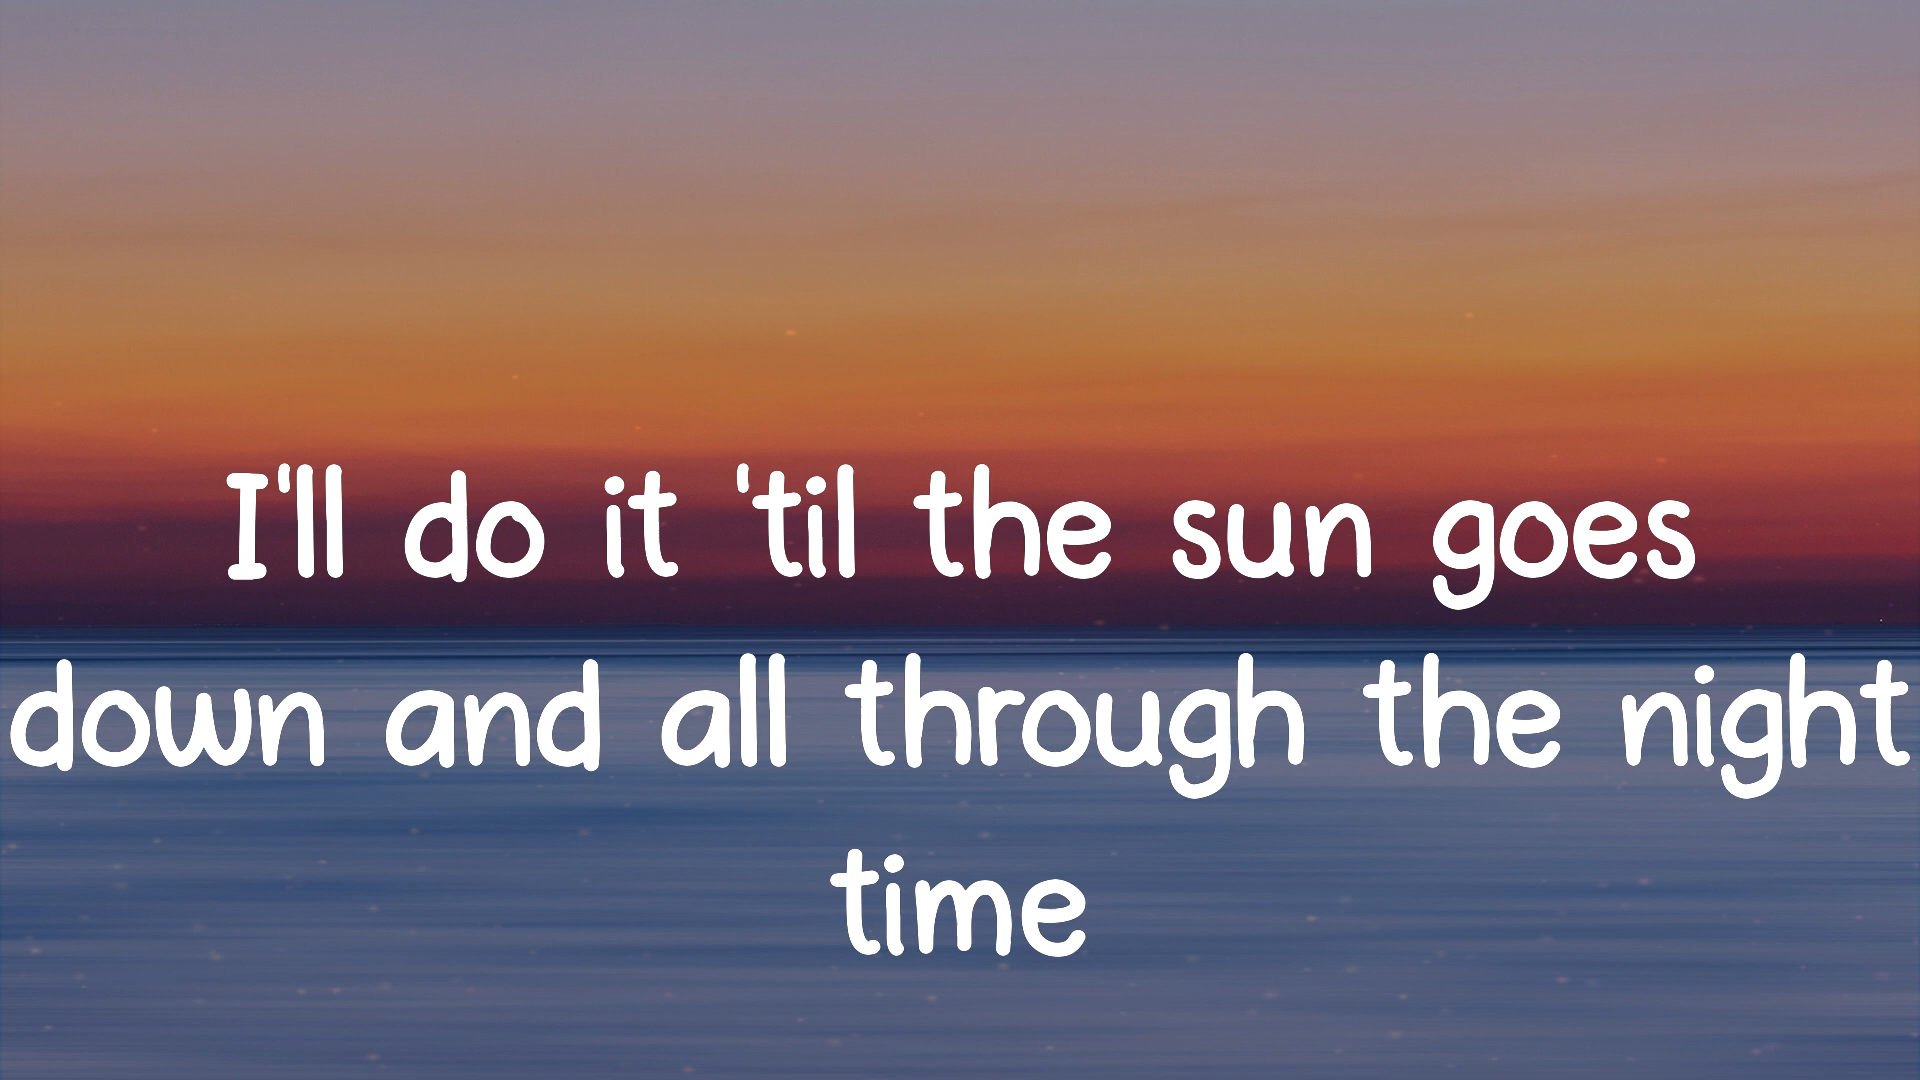 I'll do it 'til the sun goes
down and all through the night
time